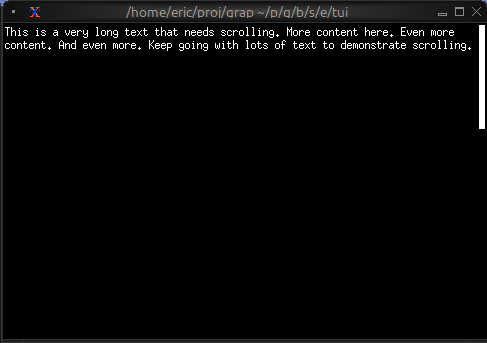 /home/eric/proj/grap ~/p/g/b/s/e/tui
This is a very long text that needs scrolling. More content here. Even more
content. And even more. Keep going with lots of text to demonstrate scrolling.